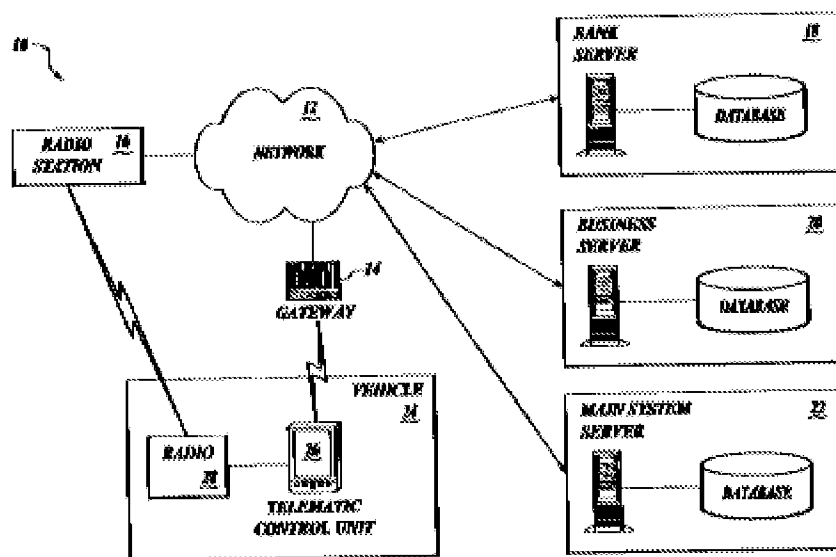 10
BANK
SERVER
18
DATABASE
12
NETWORK
RADIO
STATION
16
BUSINESS
SERVER
20
DATABASE
14
GATEWAY
VEHICLE
24
RADIO
28
26
TELEMATIC
CONTROL UNIT
MAIN SYSTEM
SERVER
22
DATABASE